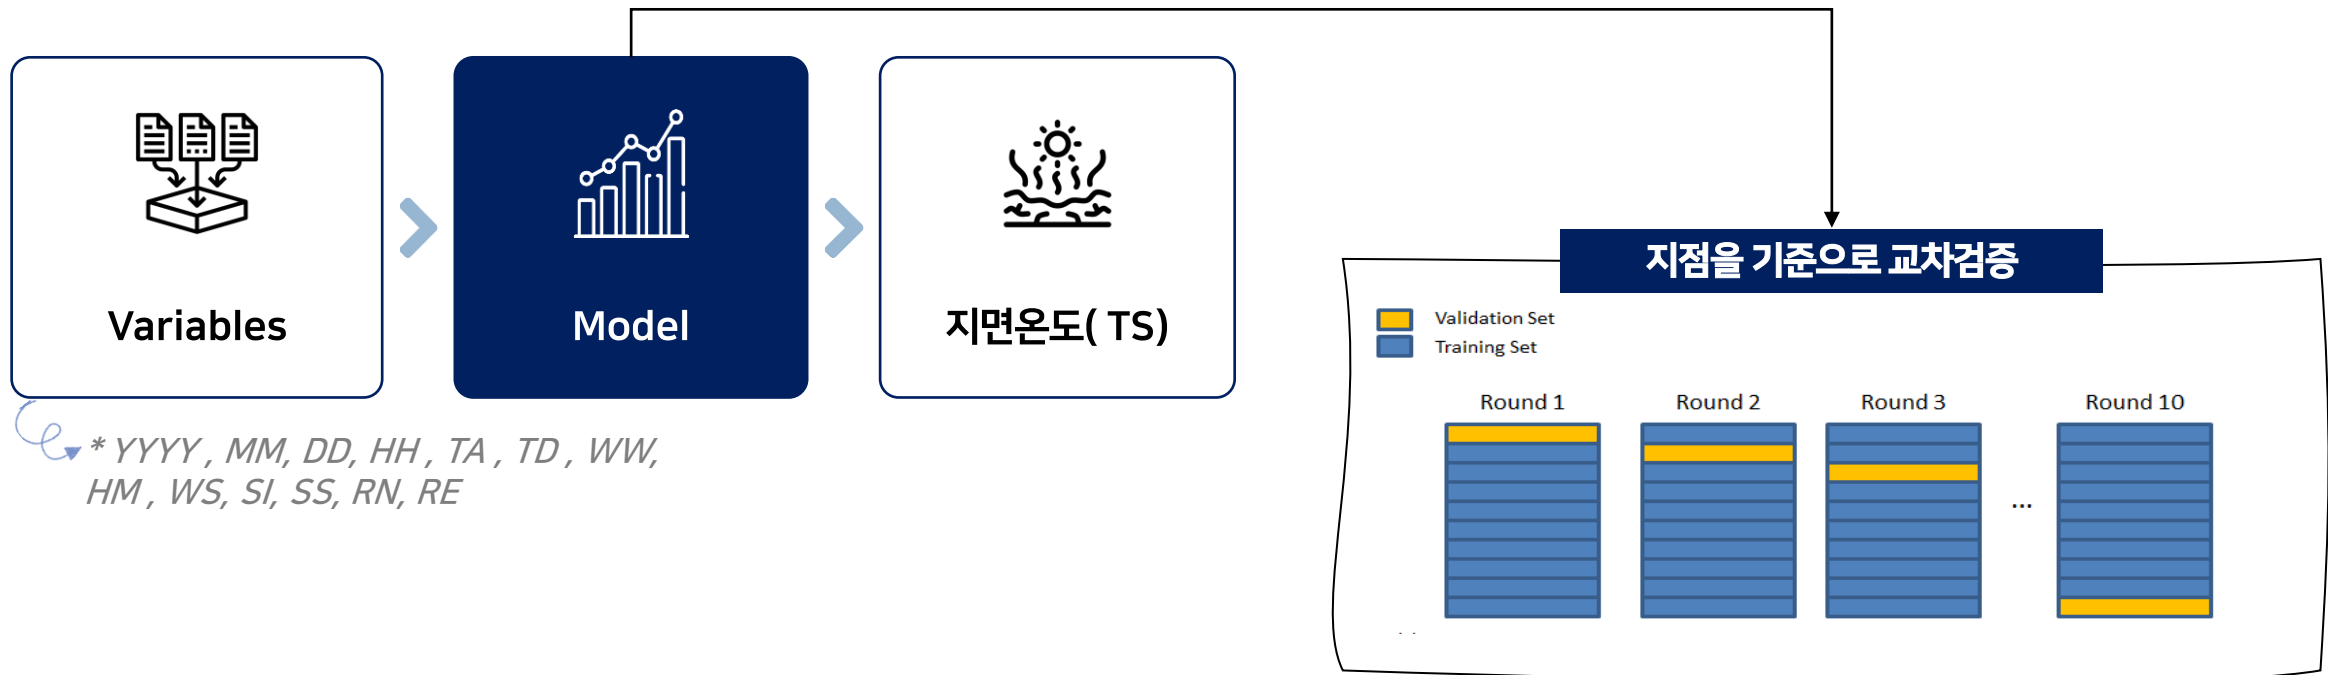 Variables
Model
지면온도( TS)
* YYYY , MM, DD, HH , TA , TD , WW,
HM , WS, SI, SS, RN, RE
지점을 기준으로 교차검증
Validation Set
Training Set
Round 1
Round 2
Round 3
Round 10
...